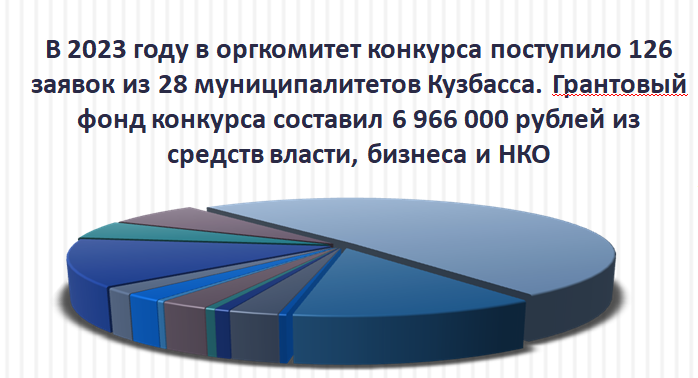 В 2023 году в оргкомитет конкурса поступило 126
заявок из 28 муниципалитетов Кузбасса. Грантовый
фонд конкурса составил 6 966 000 рублей из
средств власти, бизнеса и НКО